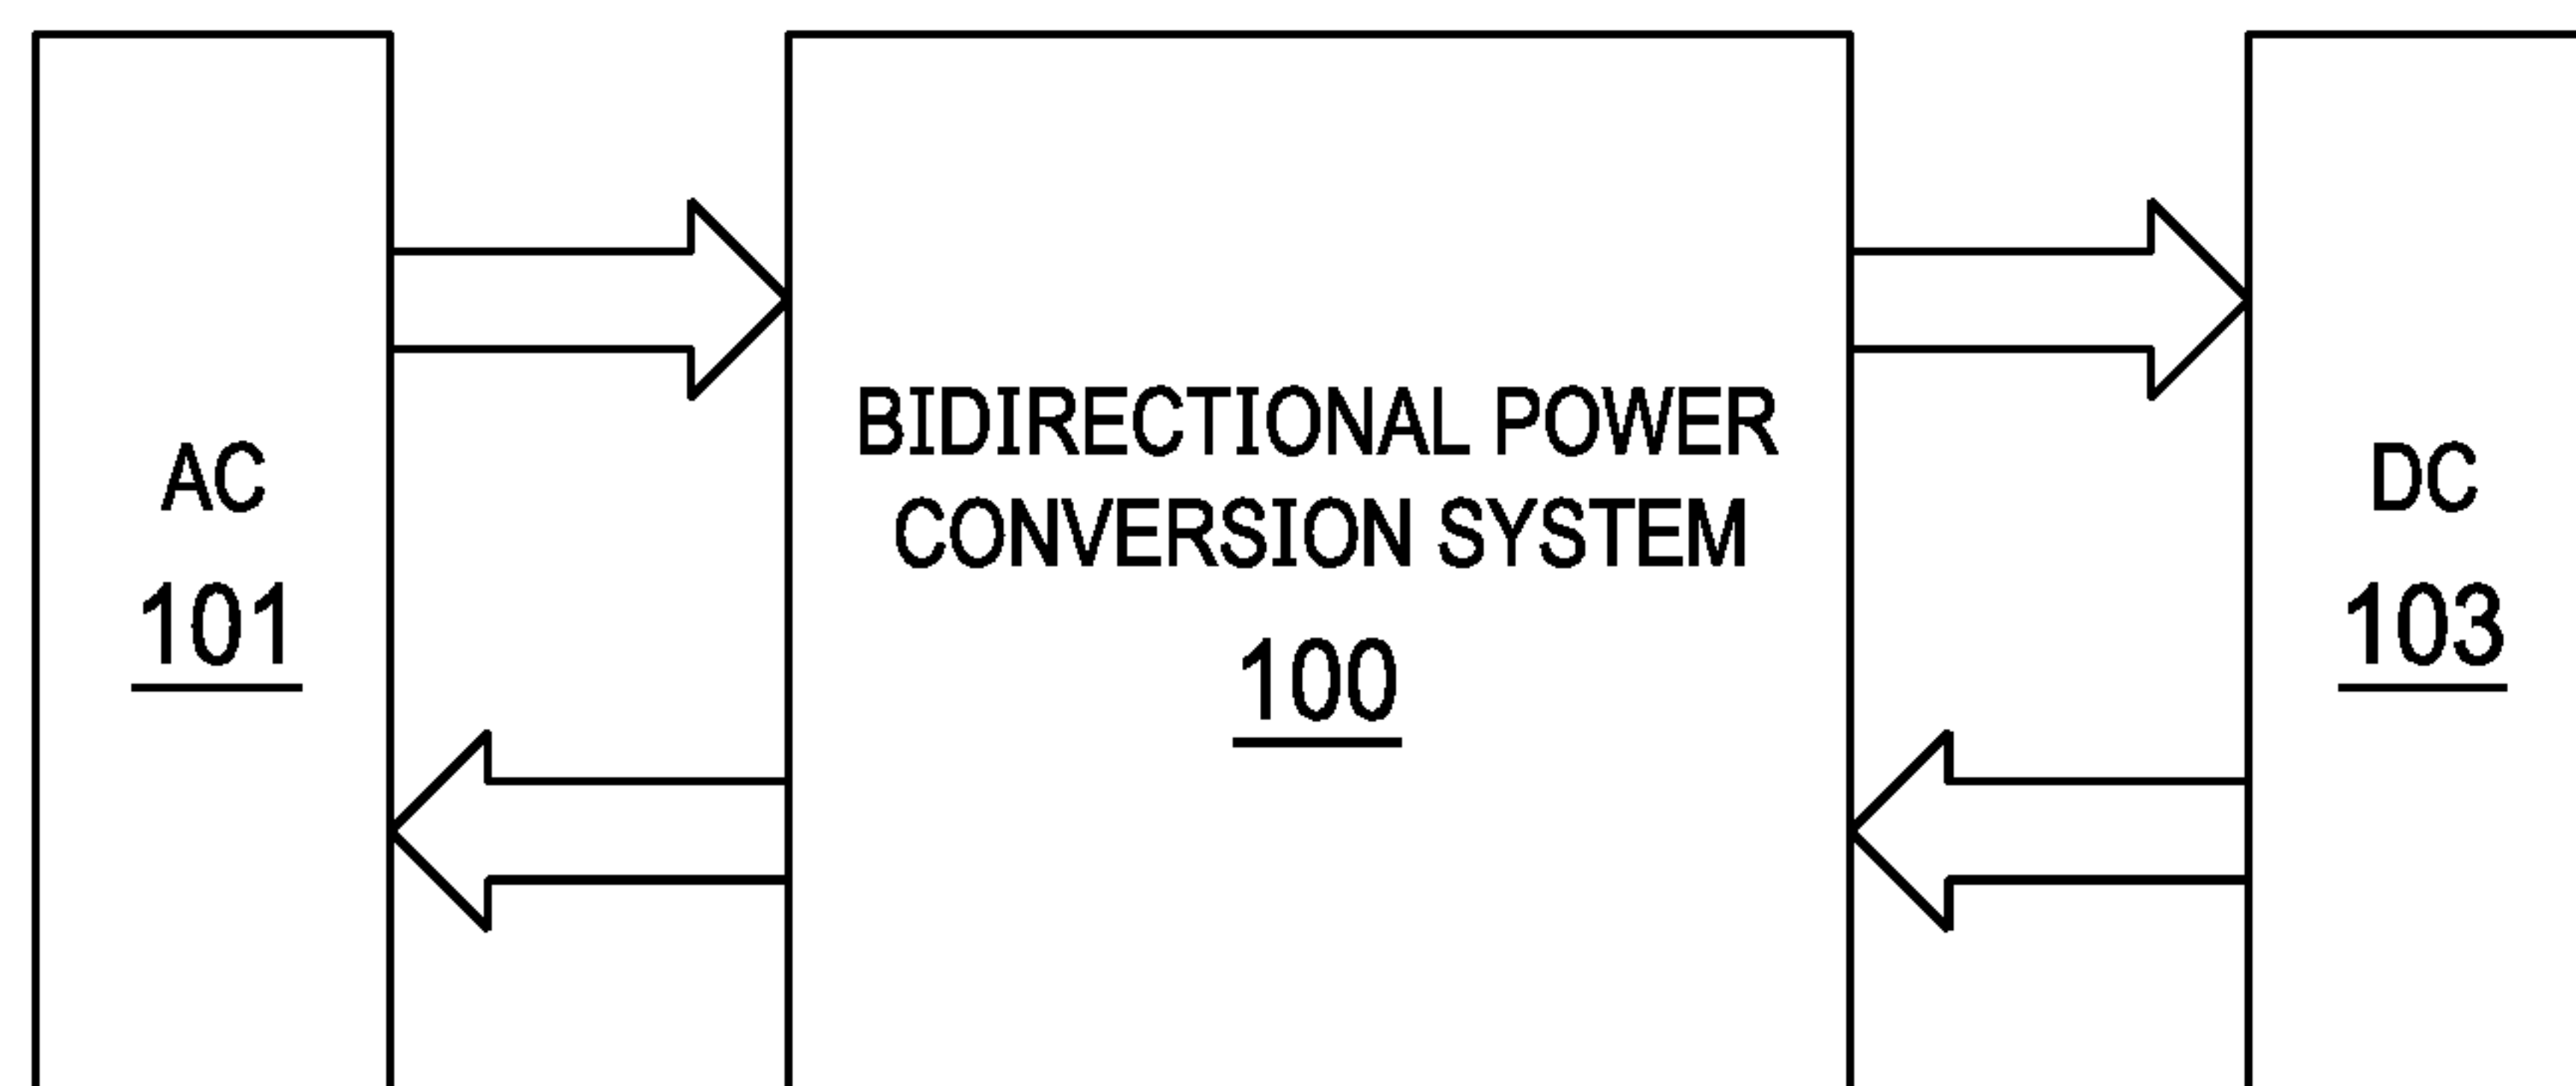 AC
101
BIDIRECTIONAL POWER
CONVERSION SYSTEM
100
DC
103